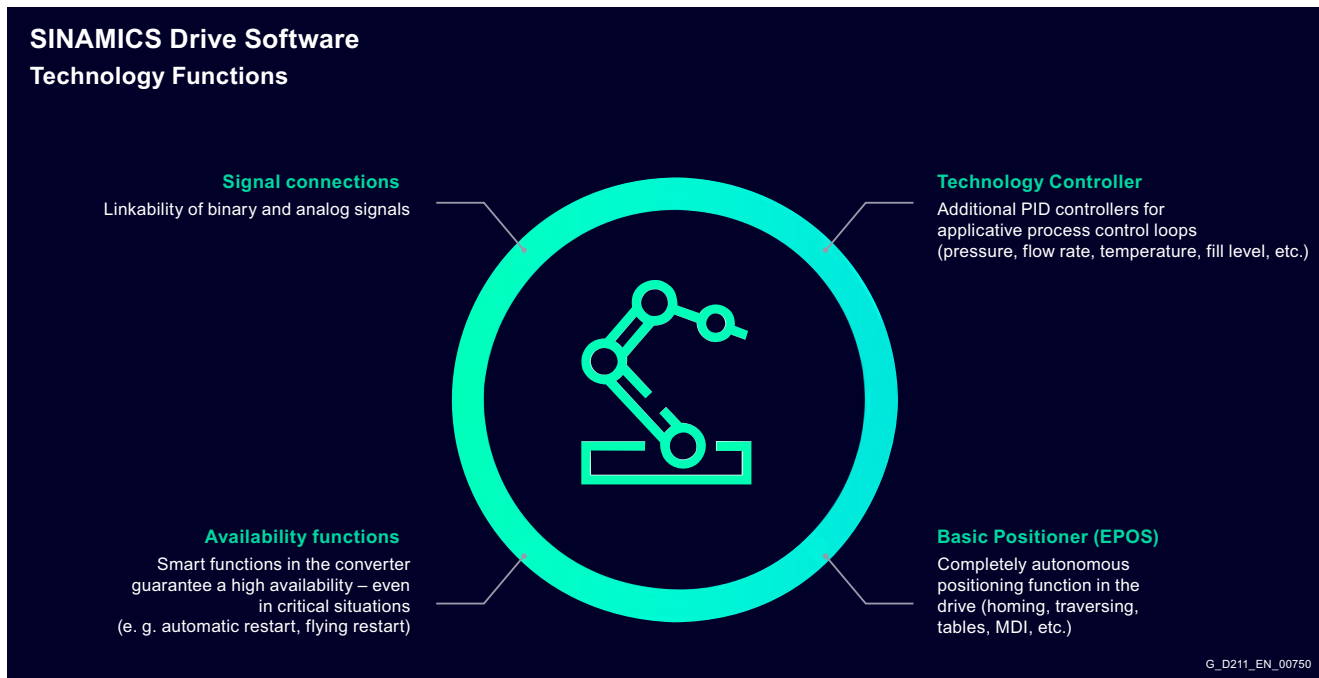 SINAMICS Drive Software
Technology Functions
Signal connections
Linkability of binary and analog signals
Technology Controller
Additional PID controllers for
applicative process control loops
(pressure, flow rate, temperature, fill level, etc.)
Availability functions
Smart functions in the converter
guarantee a high availability – even
in critical situations
(e. g. automatic restart, flying restart)
Basic Positioner (EPOS)
Completely autonomous
positioning function in the
drive (homing, traversing,
tables, MDI, etc.)
G_D211_EN_00750